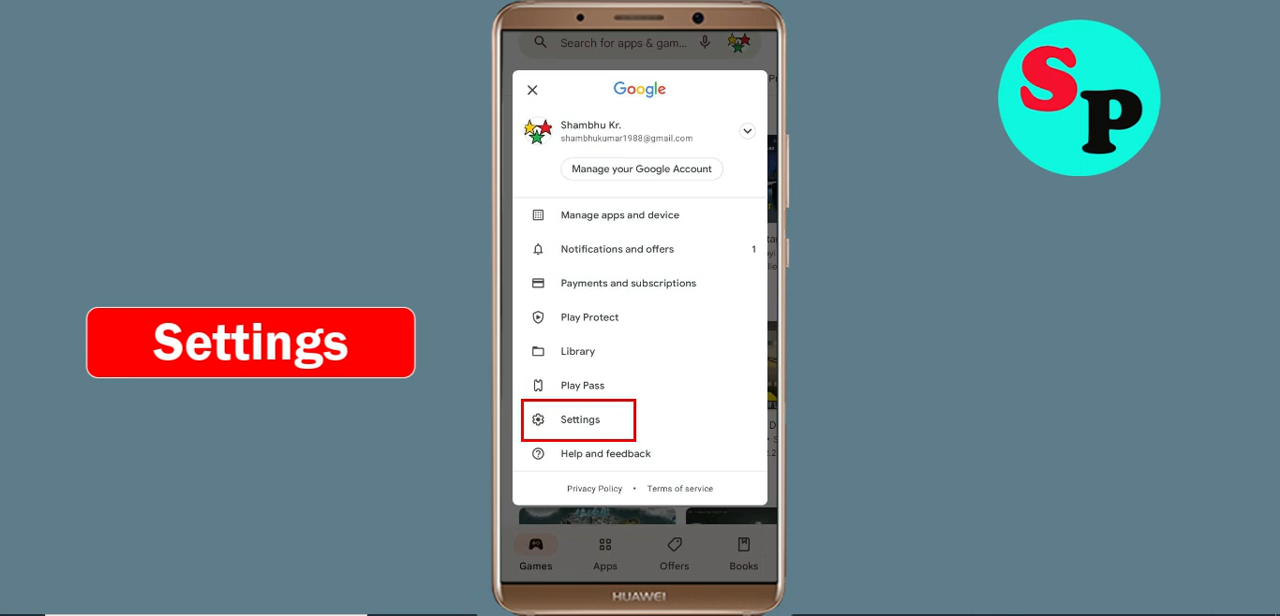 Search for apps & gam...
Google
Shambhu Kr.
shambhukumar1988@gmail.com
Manage your Google Account
Manage apps and device
Notifications and offers 1
Payments and subscriptions
Play Protect
Library
Play Pass
Settings
Help and feedback
Privacy Policy • Terms of service
Games Apps Offers Books
HUAWEI
Settings
SP